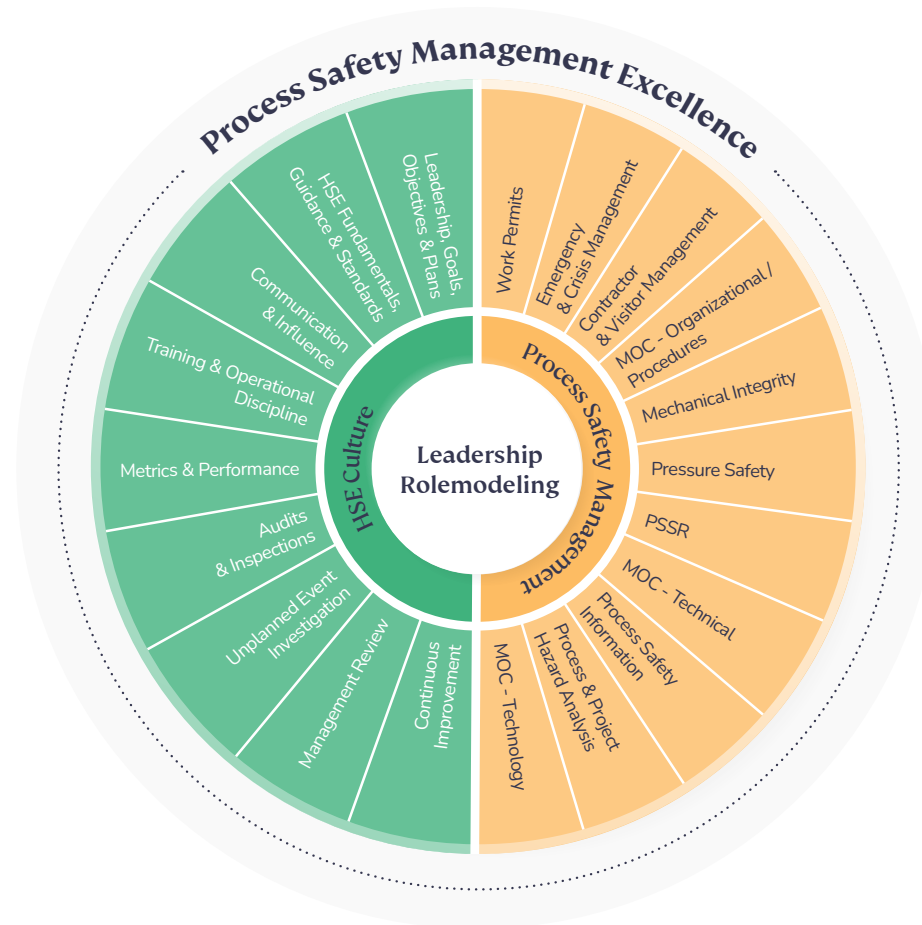 Process Safety Management Excellence
Leadership, Goals,
Objectives & Plans
HSE Fundamentals,
Guidance & Standards
Communication
& Influence
Training & Operational
Discipline
Metrics & Performance
Audits
& Inspections
Unplanned Event
Investigation
Management Review
Continuous
Improvement
HSE Culture
Leadership
Rolemodeling
Process Safety Management
Work Permits
Emergency
& Crisis Management
Contractor
& Visitor Management
MOC - Organizational /
Procedures
Mechanical Integrity
Pressure Safety
PSSR
MOC - Technical
Process Safety
Information
Process & Project
Hazard Analysis
MOC - Technology